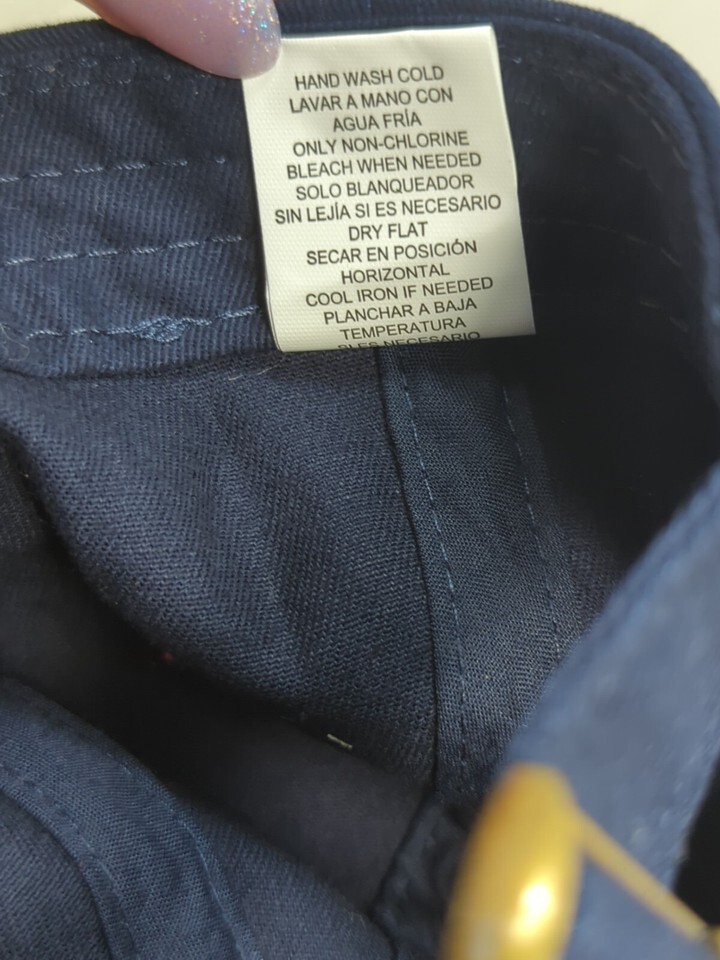 HAND WASH COLD
LAVAR A MANO CON
AGUA FRÍA
ONLY NON-CHLORINE
BLEACH WHEN NEEDED
SOLO BLANQUEADOR
SIN LEJÍA SI ES NECESARIO
DRY FLAT
SECAR EN POSICIÓN
HORIZONTAL
COOL IRON IF NEEDED
PLANCHAR A BAJA
TEMPERATURA
NECESARIO